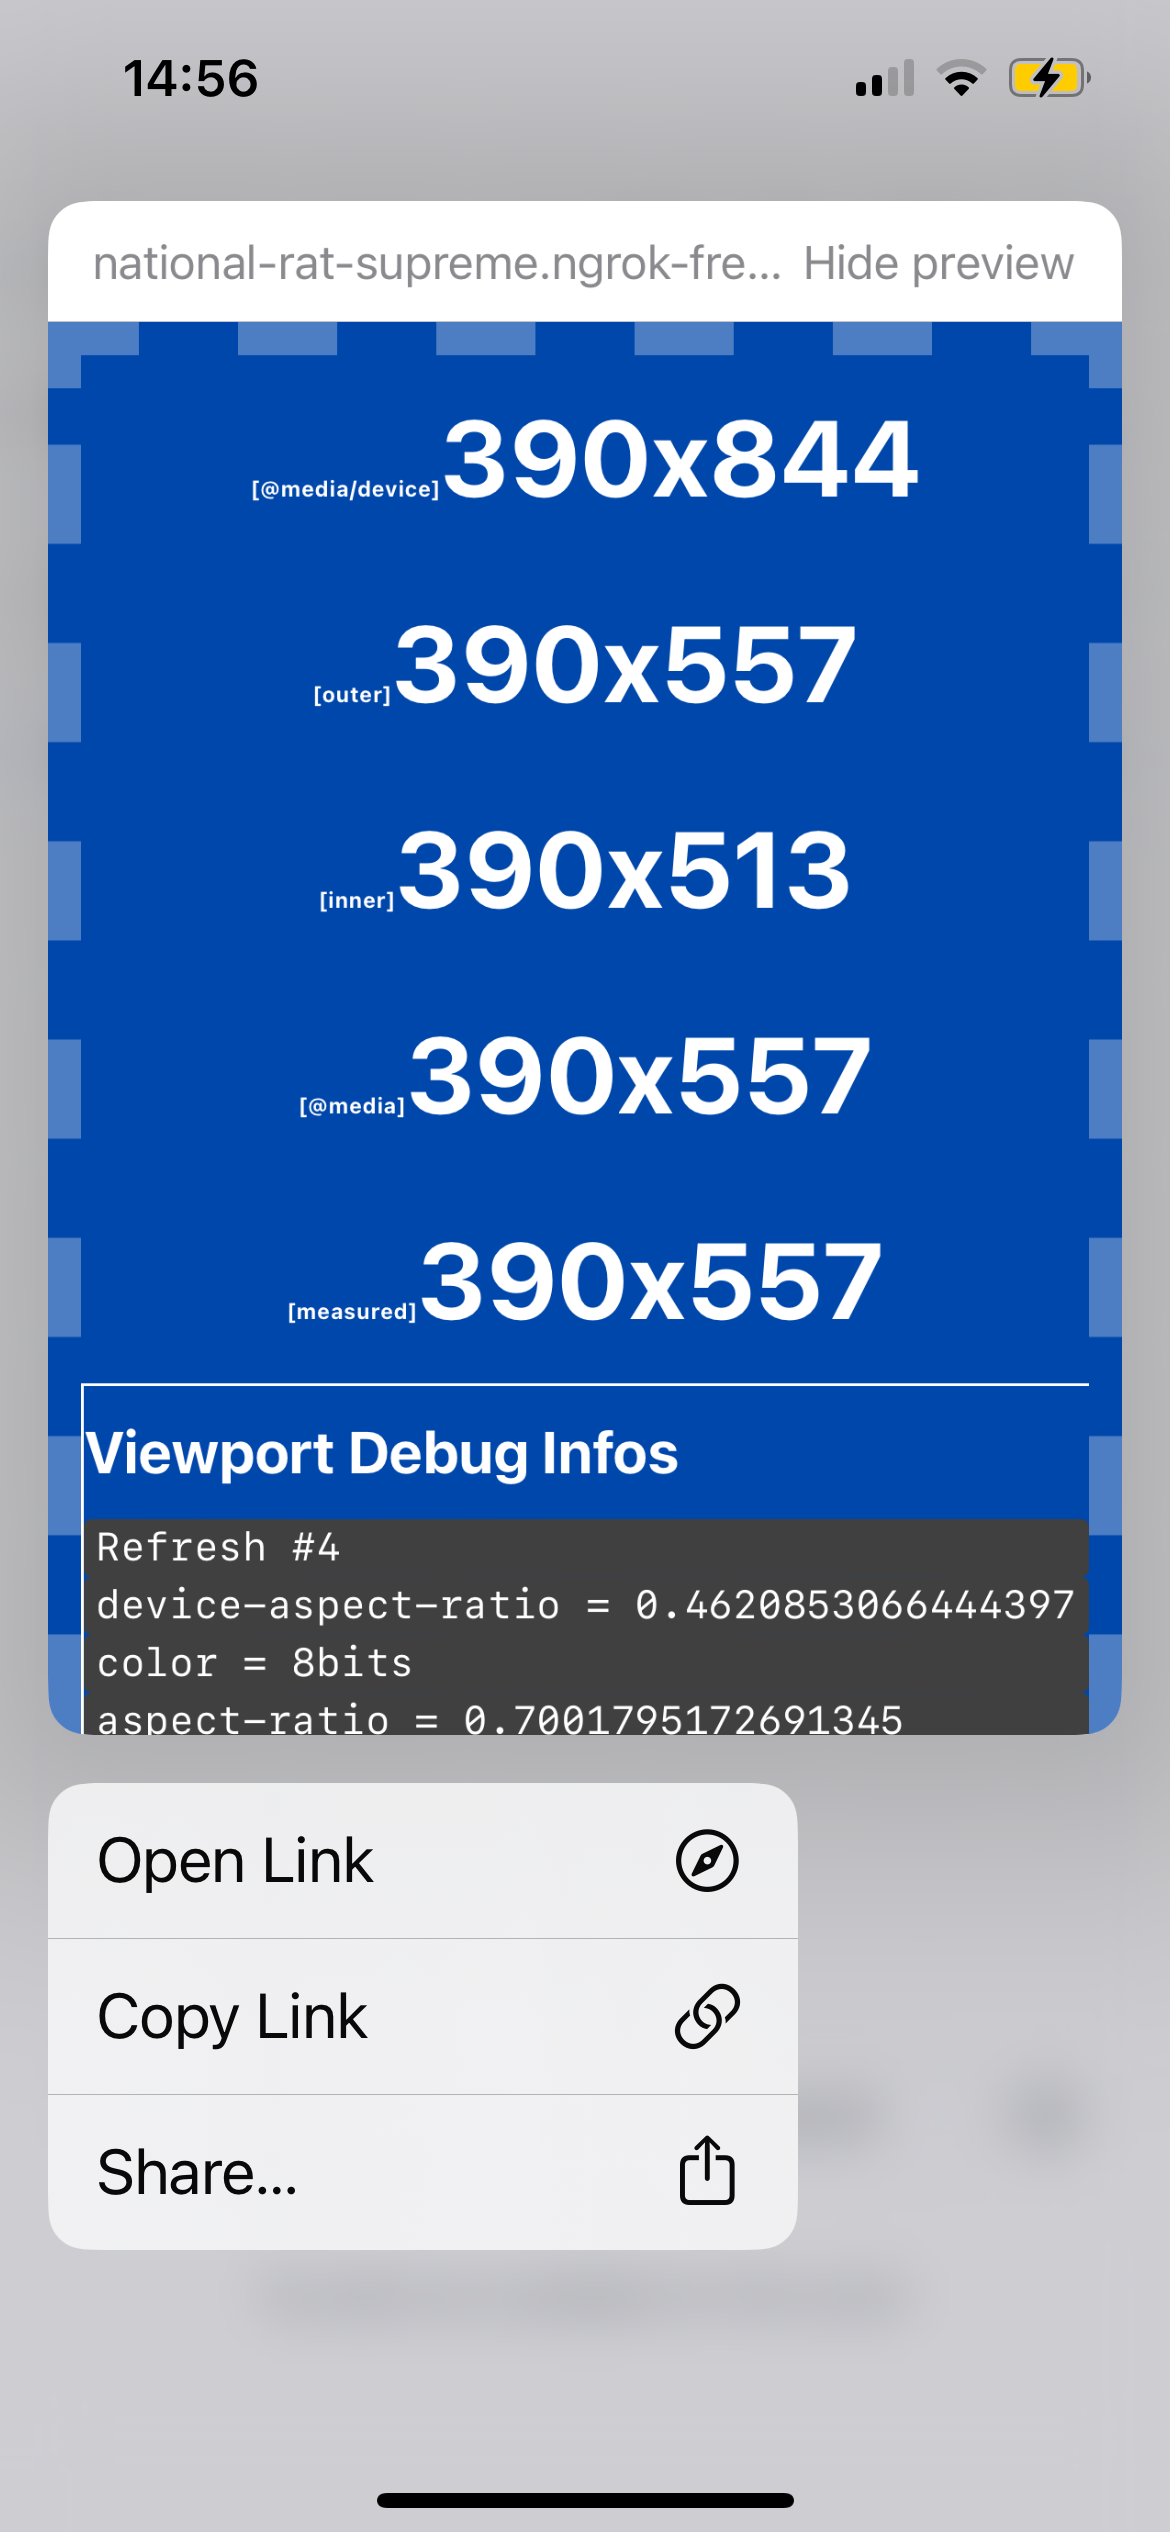 14:56
national-rat-supreme.ngrok-fre... Hide preview
[@media/device]390x844
[outer]390x557
[inner]390x513
[@media]390x557
[measured]390x557
Viewport Debug Infos
Refresh #4
device-aspect-ratio = 0.4620853066444397
color = 8bits
aspect-ratio = 0.7001795172691345
Open Link
Copy Link
Share...